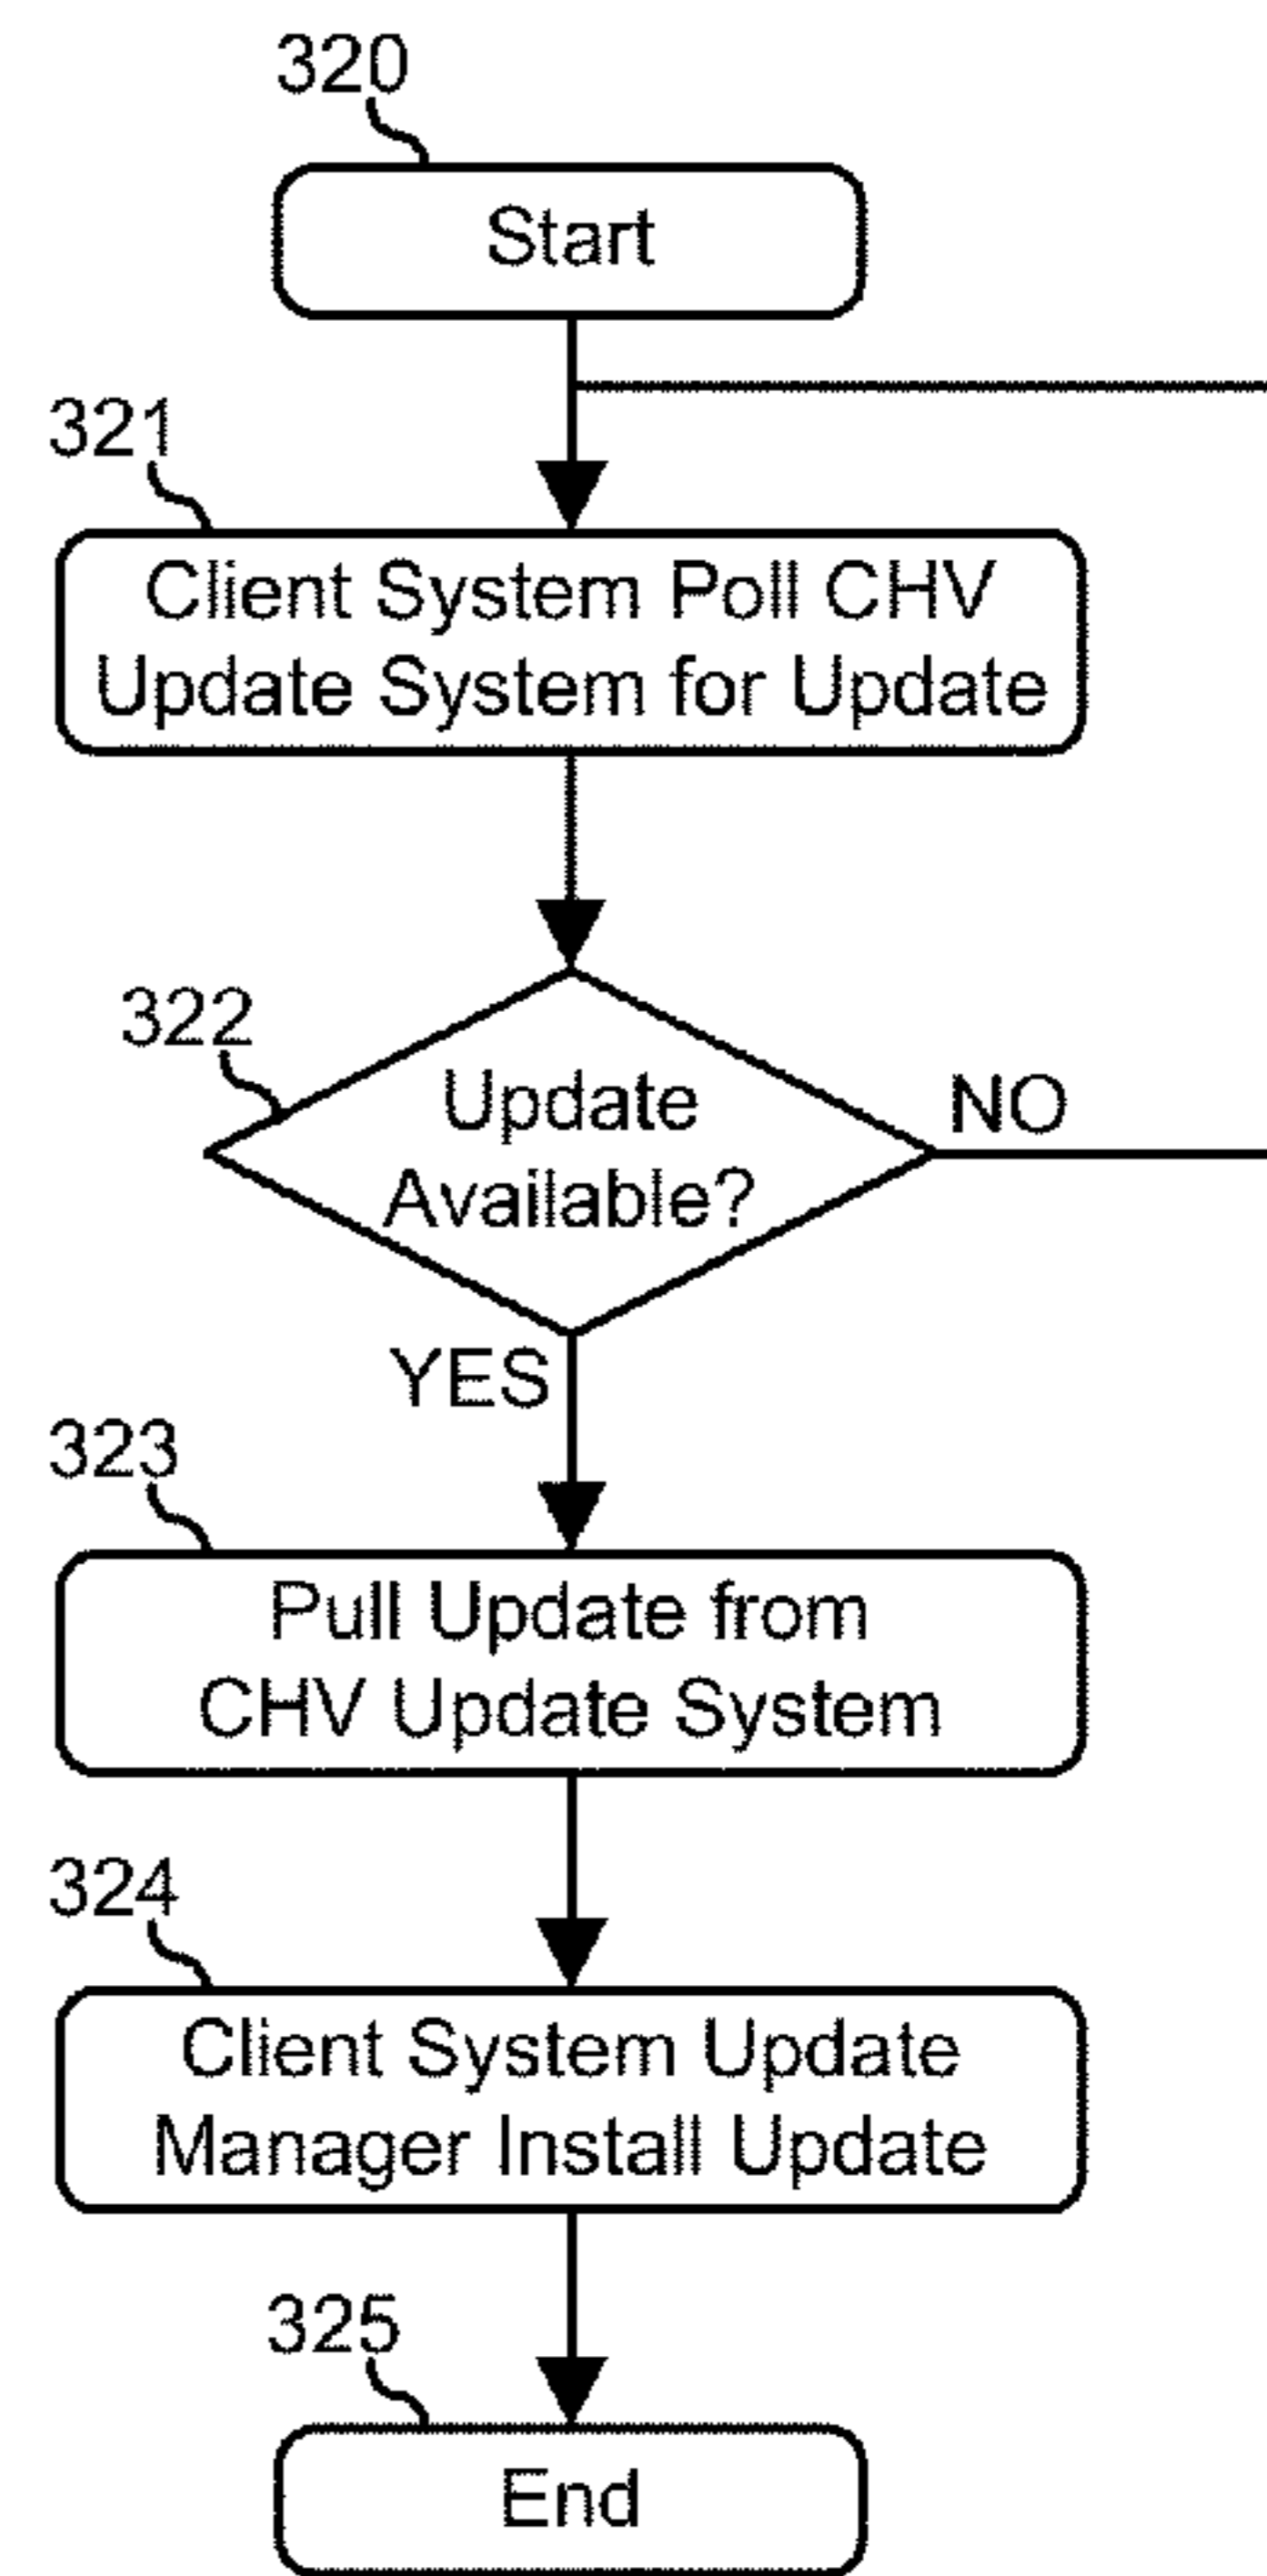 320
Start
321
Client System Poll CHV
Update System for Update
322
Update
Available?
NO
YES
323
Pull Update from
CHV Update System
324
Client System Update
Manager Install Update
325
End